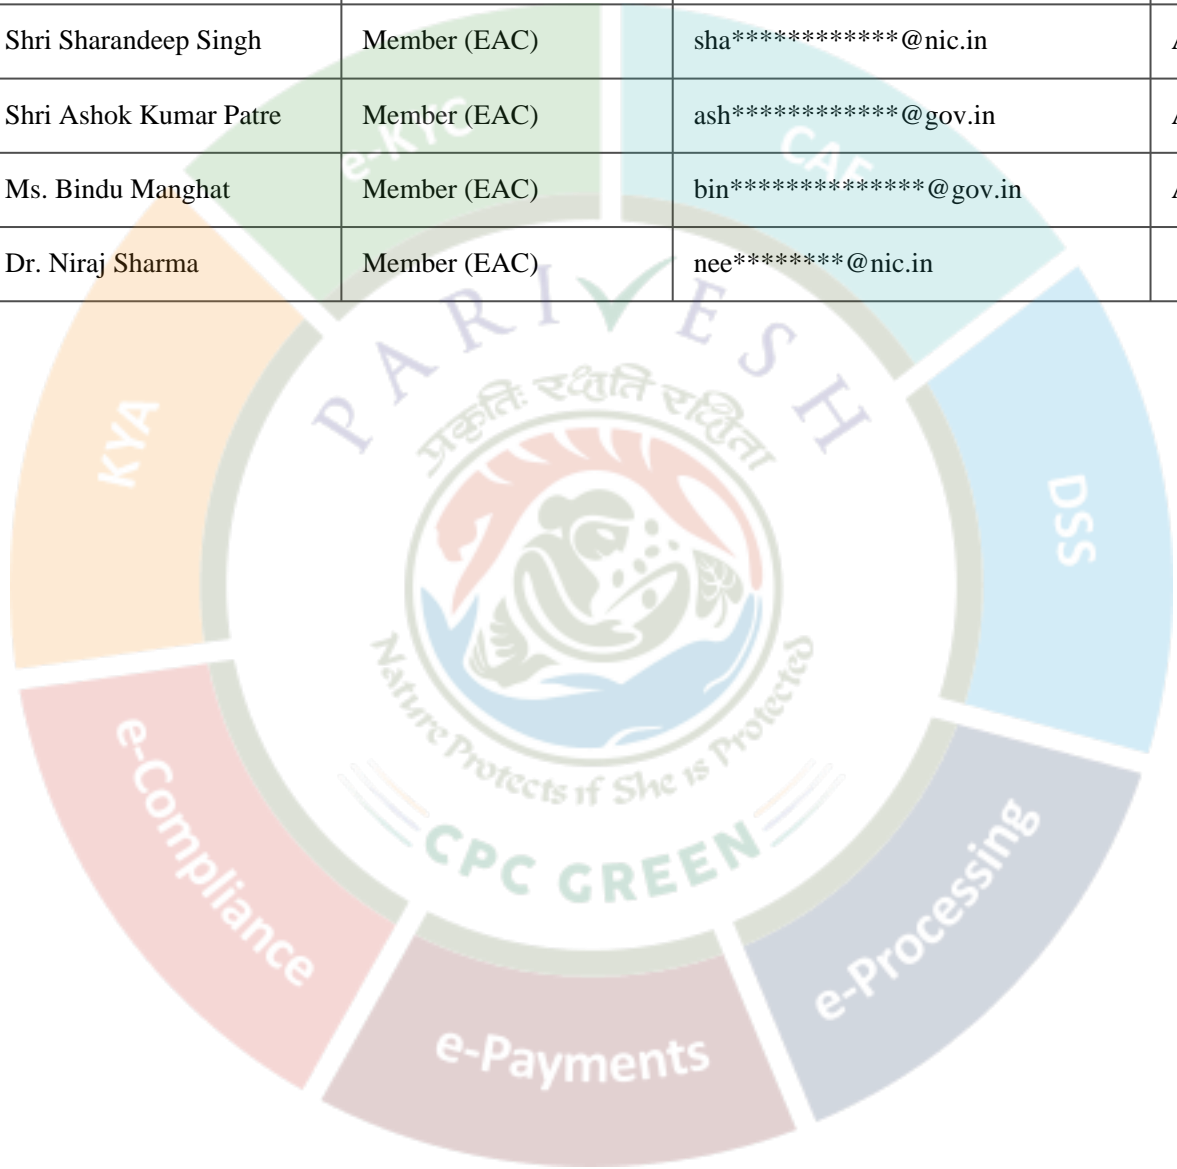 Shri Sharandeep Singh Member (EAC) sha*************@nic.in A
Shri Ashok Kumar Patre Member (EAC) ash************@gov.in A
Ms. Bindu Manghat Member (EAC) bin**************@gov.in A
Dr. Niraj Sharma Member (EAC) nee********@nic.in
e-KYC
CAF
PARIVESH
प्रकृतिः रक्षति रक्षिता
KYA
DSS
Nature Protects if She is Protected
CPC GREEN
e-Compliance
e-Processing
e-Payments